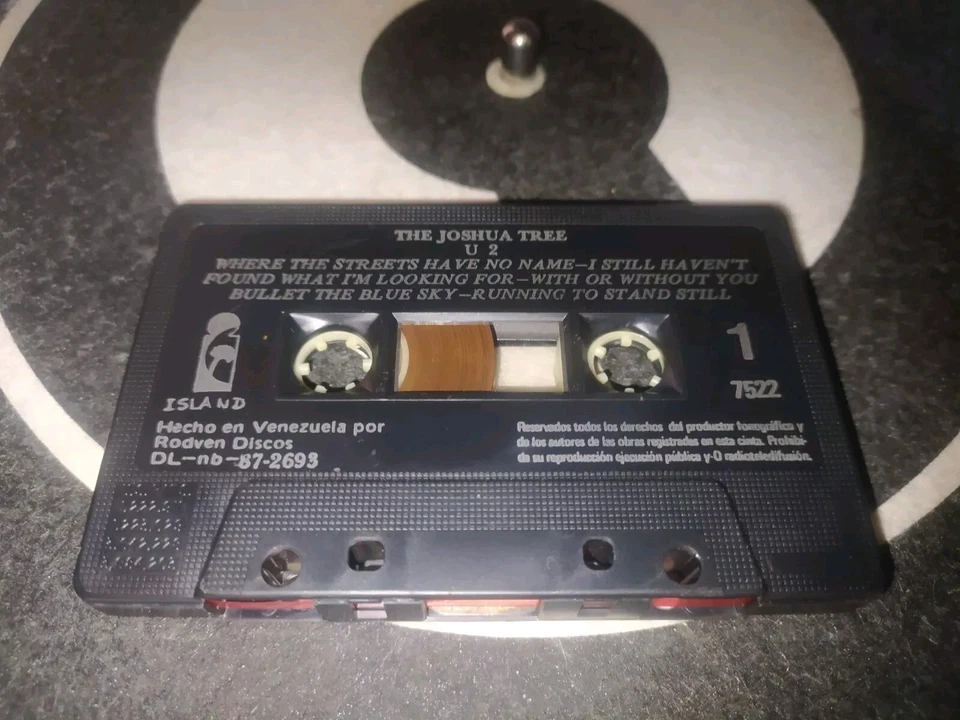 THE JOSHUA TREE
U 2
WHERE THE STREETS HAVE NO NAME—I STILL HAVEN'T
FOUND WHAT I'M LOOKING FOR—WITH OR WITHOUT YOU
BULLET THE BLUE SKY—RUNNING TO STAND STILL
1
7522
ISLAND
Hecho en Venezuela por
Rodven Discos
DL—nb—87-2693
Reservados todos los derechos del productor fonográfico y
de los autores de las obras registradas en esta cinta. Prohibi-
da su reproducción ejecución pública y-O radioteledifusión.